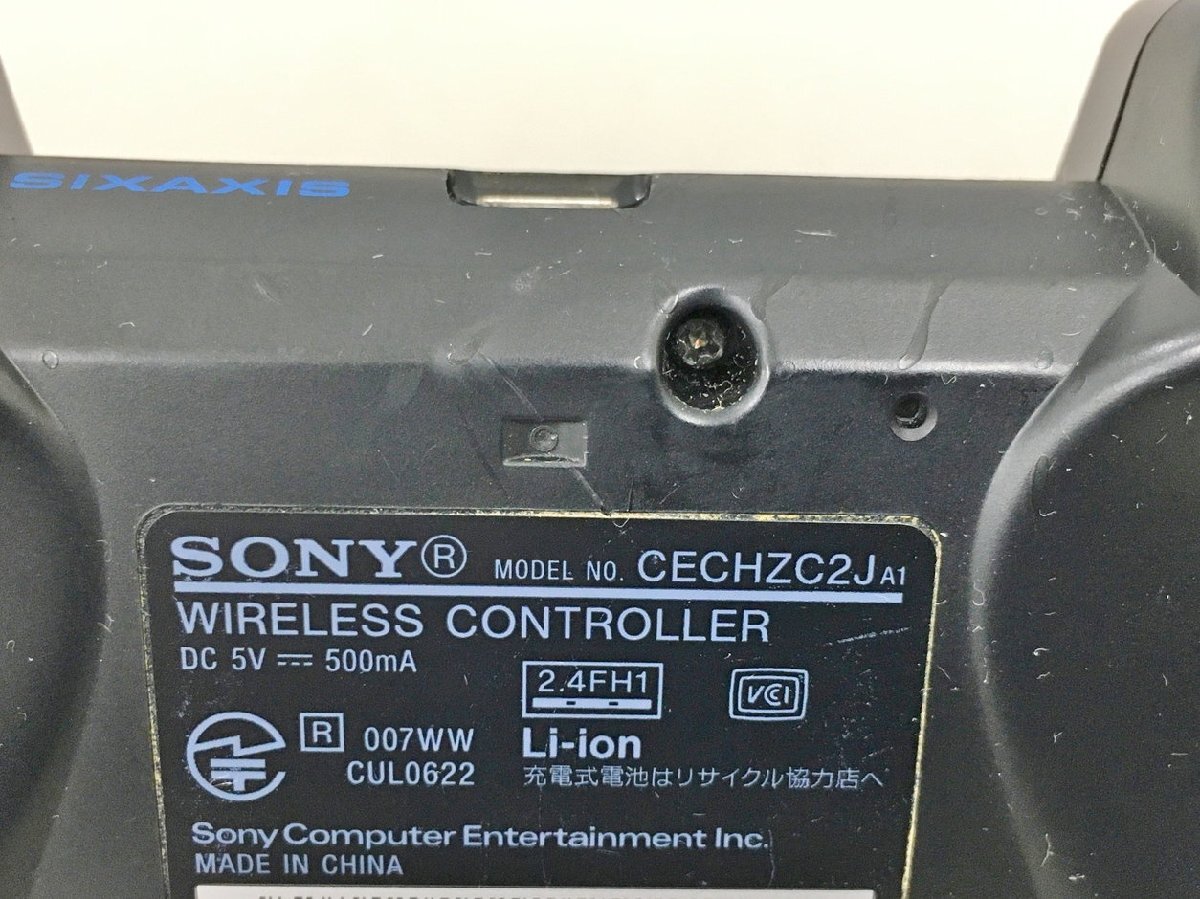 SIXAXIS
SONY® MODEL NO. CECHZC2J A1
WIRELESS CONTROLLER
DC 5V ⎓ 500mA
2.4FH1
VCCI
R 007WW
CUL0622
Li-ion
充電式電池はリサイクル協力店へ
Sony Computer Entertainment Inc.
MADE IN CHINA